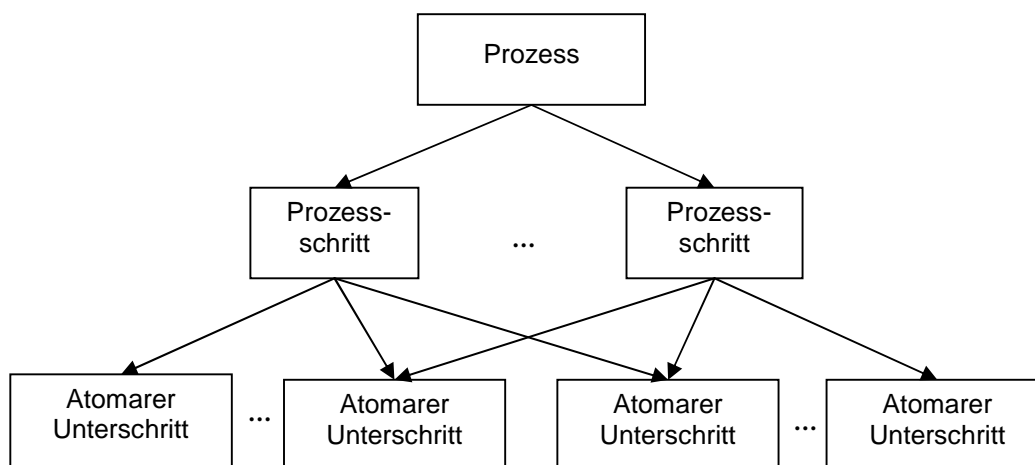 Prozess
Prozess-
schritt
...
Prozess-
schritt
Atomarer
Unterschritt
...
Atomarer
Unterschritt
Atomarer
Unterschritt
...
Atomarer
Unterschritt